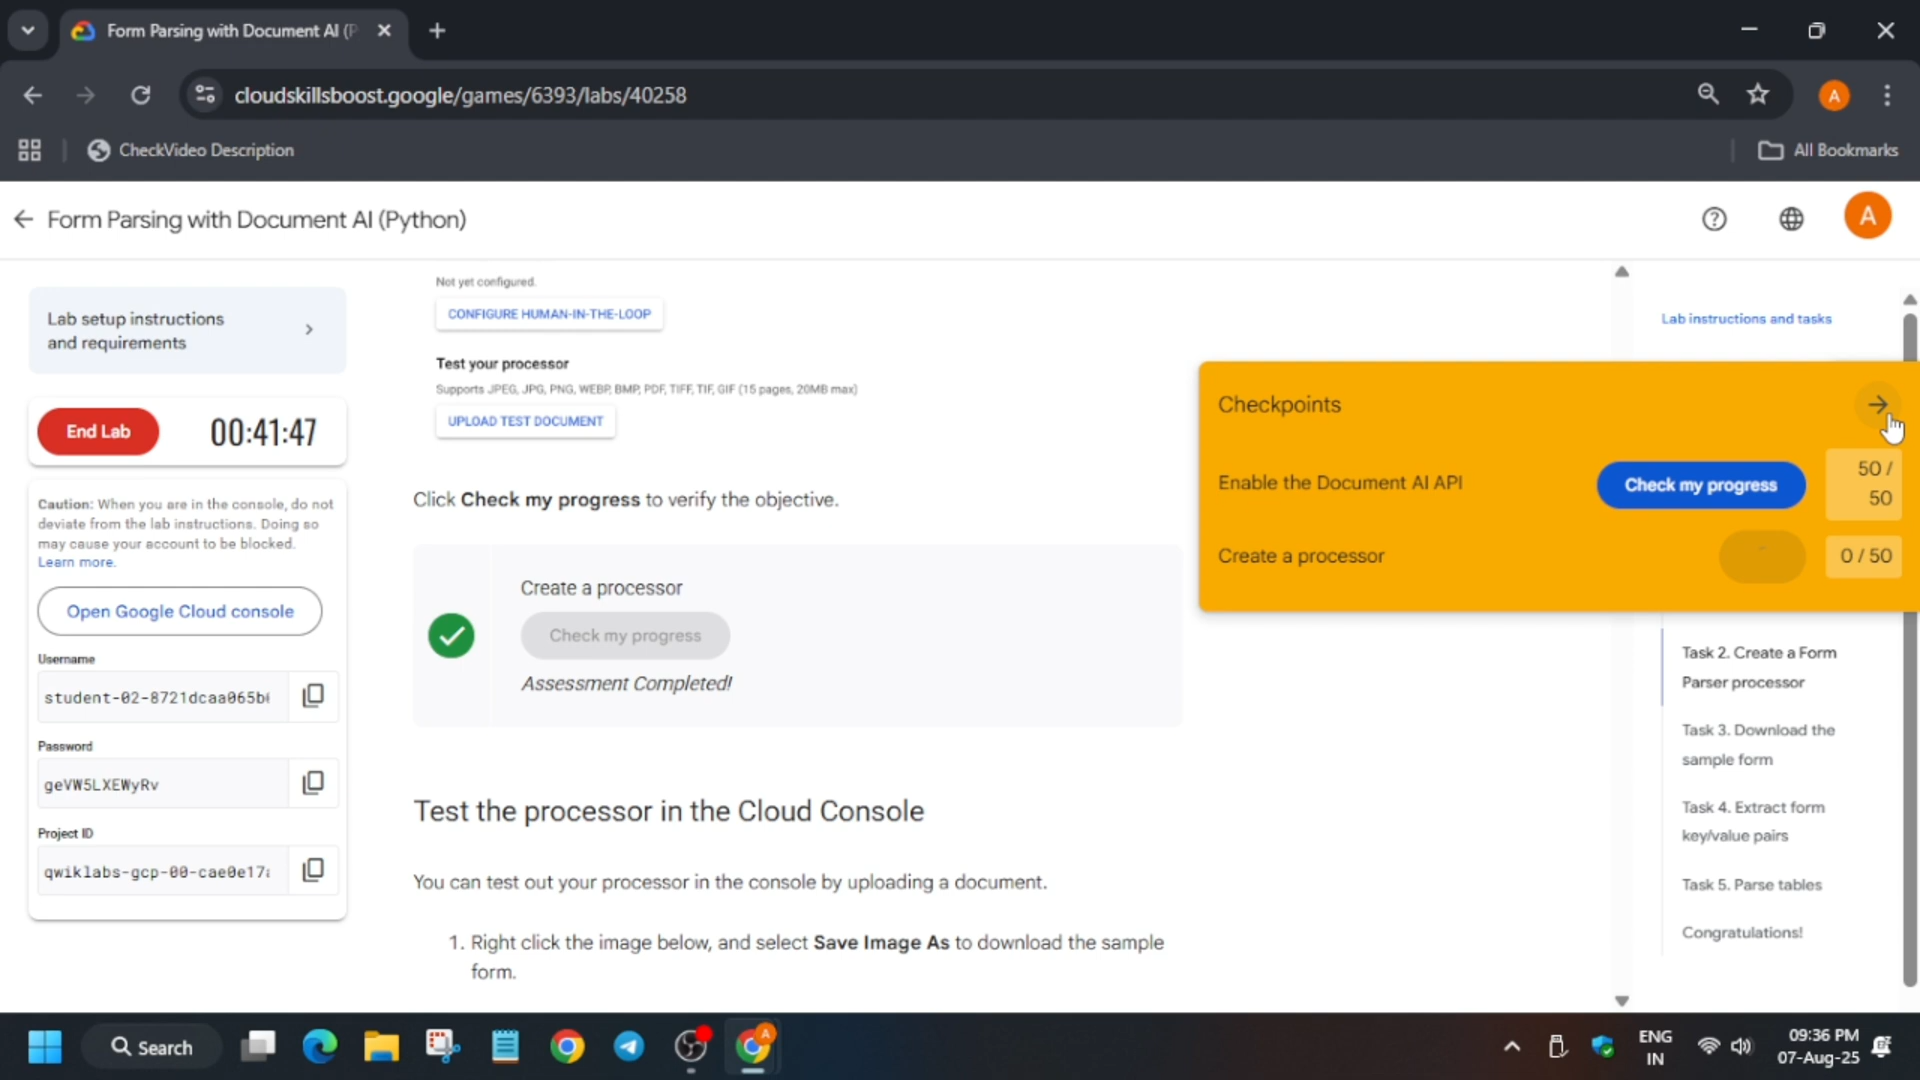 Form Parsing with Document AI (P
cloudskillsboost.google/games/6393/labs/40258
A
CheckVideo Description
All Bookmarks
Form Parsing with Document AI (Python)
A
Lab setup instructions
and requirements
End Lab
00:41:47
Caution: When you are in the console, do not
deviate from the lab instructions. Doing so
may cause your account to be blocked.
Learn more.
Open Google Cloud console
Username
student-02-8721dcaa065b
Password
geVW5LXEWyRv
Project ID
qwiklabs-gcp-00-cae0e17
Not yet configured.
CONFIGURE HUMAN-IN-THE-LOOP
Test your processor
Supports JPEG, JPG, PNG, WEBP, BMP, PDF, TIFF, TIF, GIF (15 pages, 20MB max)
UPLOAD TEST DOCUMENT
Click Check my progress to verify the objective.
Create a processor
Check my progress
Assessment Completed!
Test the processor in the Cloud Console
You can test out your processor in the console by uploading a document.
1. Right click the image below, and select Save Image As to download the sample
form.
Lab instructions and tasks
Checkpoints
Enable the Document AI API
Check my progress
50 /
50
Create a processor
0 / 50
Task 2. Create a Form
Parser processor
Task 3. Download the
sample form
Task 4. Extract form
key/value pairs
Task 5. Parse tables
Congratulations!
Search
A
ENG
IN
09:36 PM
07-Aug-25